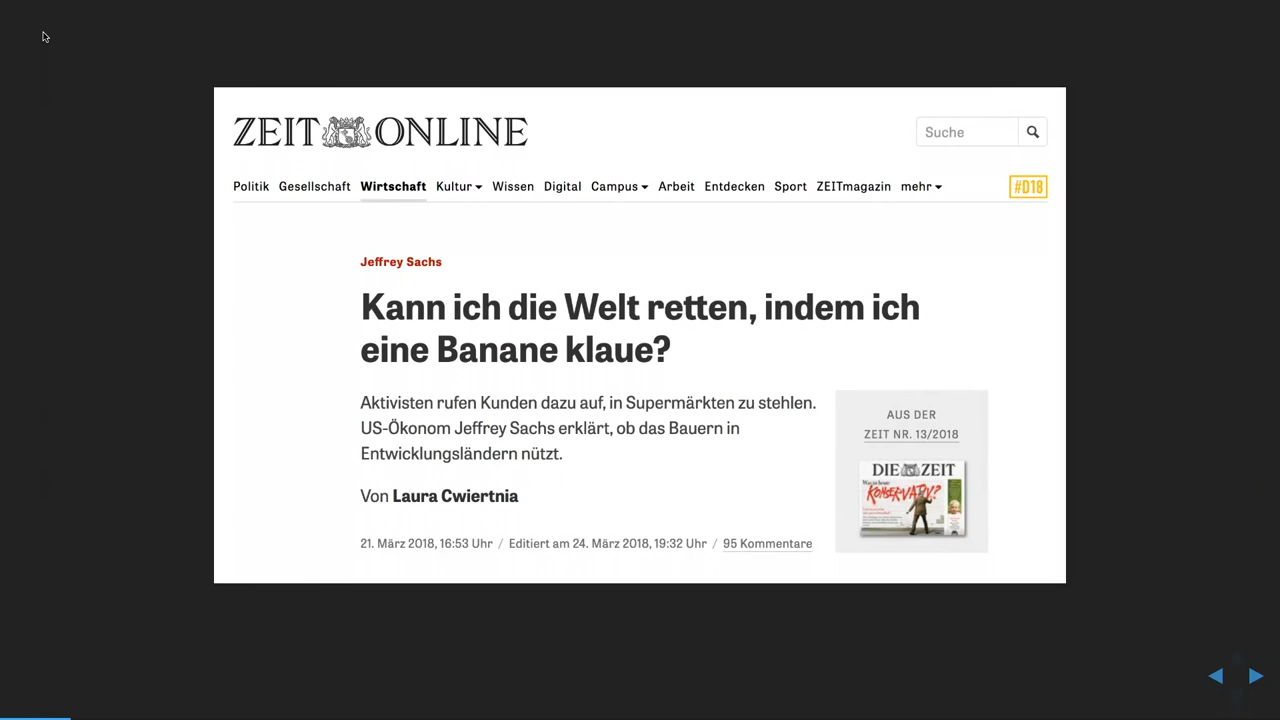 ZEIT ONLINE
Suche
Politik Gesellschaft Wirtschaft Kultur Wissen Digital Campus Arbeit Entdecken Sport ZEITmagazin mehr #D18
Jeffrey Sachs
Kann ich die Welt retten, indem ich
eine Banane klaue?
Aktivisten rufen Kunden dazu auf, in Supermärkten zu stehlen.
US-Ökonom Jeffrey Sachs erklärt, ob das Bauern in
Entwicklungsländern nützt.
Von Laura Cwiertnia
21. März 2018, 16:53 Uhr / Editiert am 24. März 2018, 19:32 Uhr / 95 Kommentare
AUS DER
ZEIT NR. 13/2018
DIE ZEIT
KONSERVATIV?